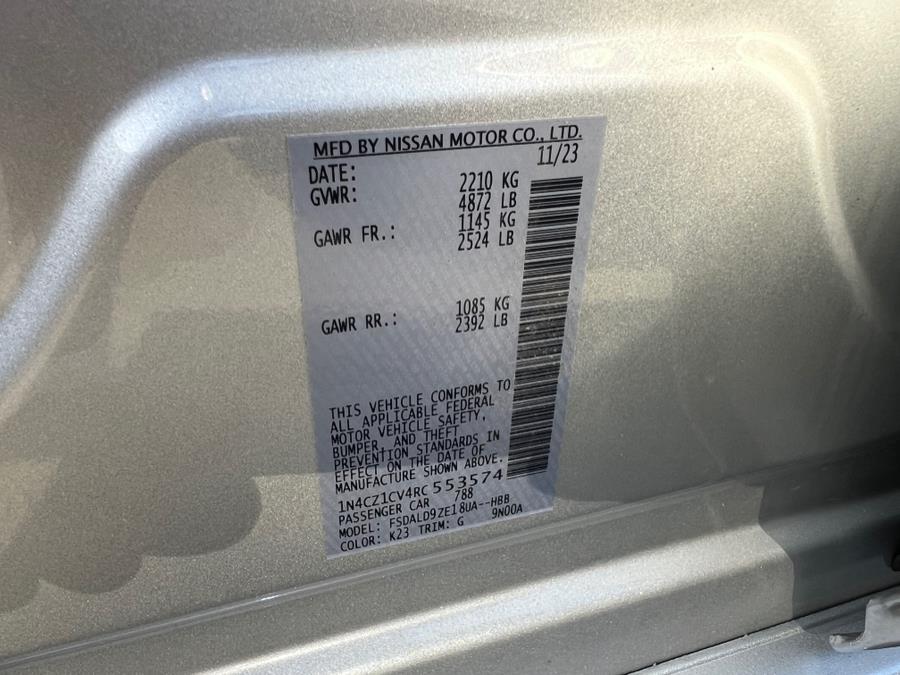 MFD BY NISSAN MOTOR CO., LTD.
DATE: 11/23
GVWR: 2210 KG
4872 LB
GAWR FR.: 1145 KG
2524 LB
GAWR RR.: 1085 KG
2392 LB
THIS VEHICLE CONFORMS TO
ALL APPLICABLE FEDERAL
MOTOR VEHICLE SAFETY,
BUMPER, AND THEFT
PREVENTION STANDARDS IN
EFFECT ON THE DATE OF
MANUFACTURE SHOWN ABOVE.
1N4CZ1CV4RC553574
PASSENGER CAR 788
MODEL: FSDALD9ZE18UA--HBB
COLOR: K23 TRIM: G 9N00A